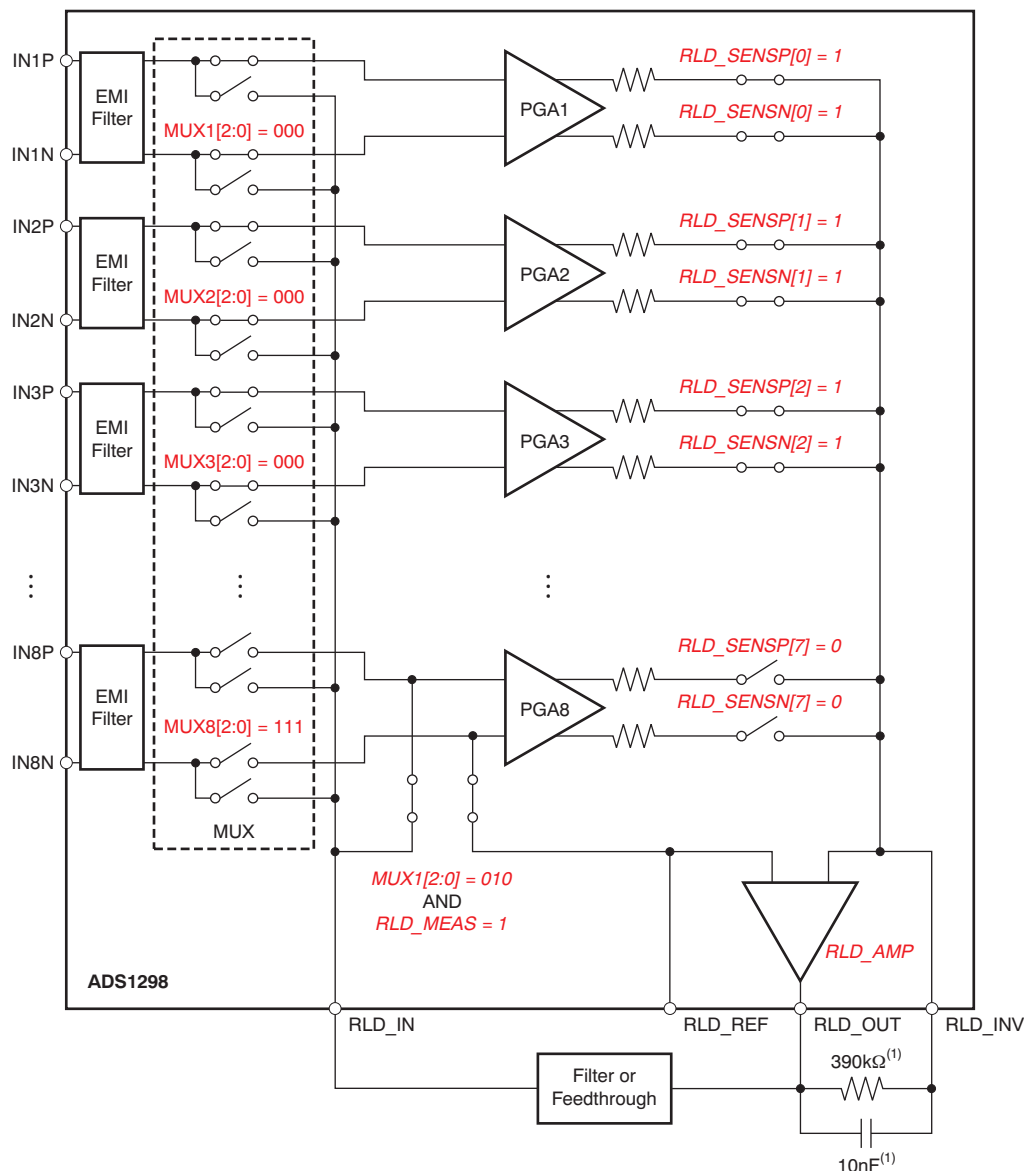 IN1P
EMI
Filter
IN1N
MUX1[2:0] = 000
PGA1
RLD_SENSP[0] = 1
RLD_SENSN[0] = 1
IN2P
EMI
Filter
IN2N
MUX2[2:0] = 000
PGA2
RLD_SENSP[1] = 1
RLD_SENSN[1] = 1
IN3P
EMI
Filter
IN3N
MUX3[2:0] = 000
PGA3
RLD_SENSP[2] = 1
RLD_SENSN[2] = 1
IN8P
EMI
Filter
IN8N
MUX8[2:0] = 111
PGA8
RLD_SENSP[7] = 0
RLD_SENSN[7] = 0
MUX
MUX1[2:0] = 010
AND
RLD_MEAS = 1
RLD_AMP
ADS1298
RLD_IN
RLD_REF
RLD_OUT
RLD_INV
Filter or
Feedthrough
390kΩ(1)
10nF(1)